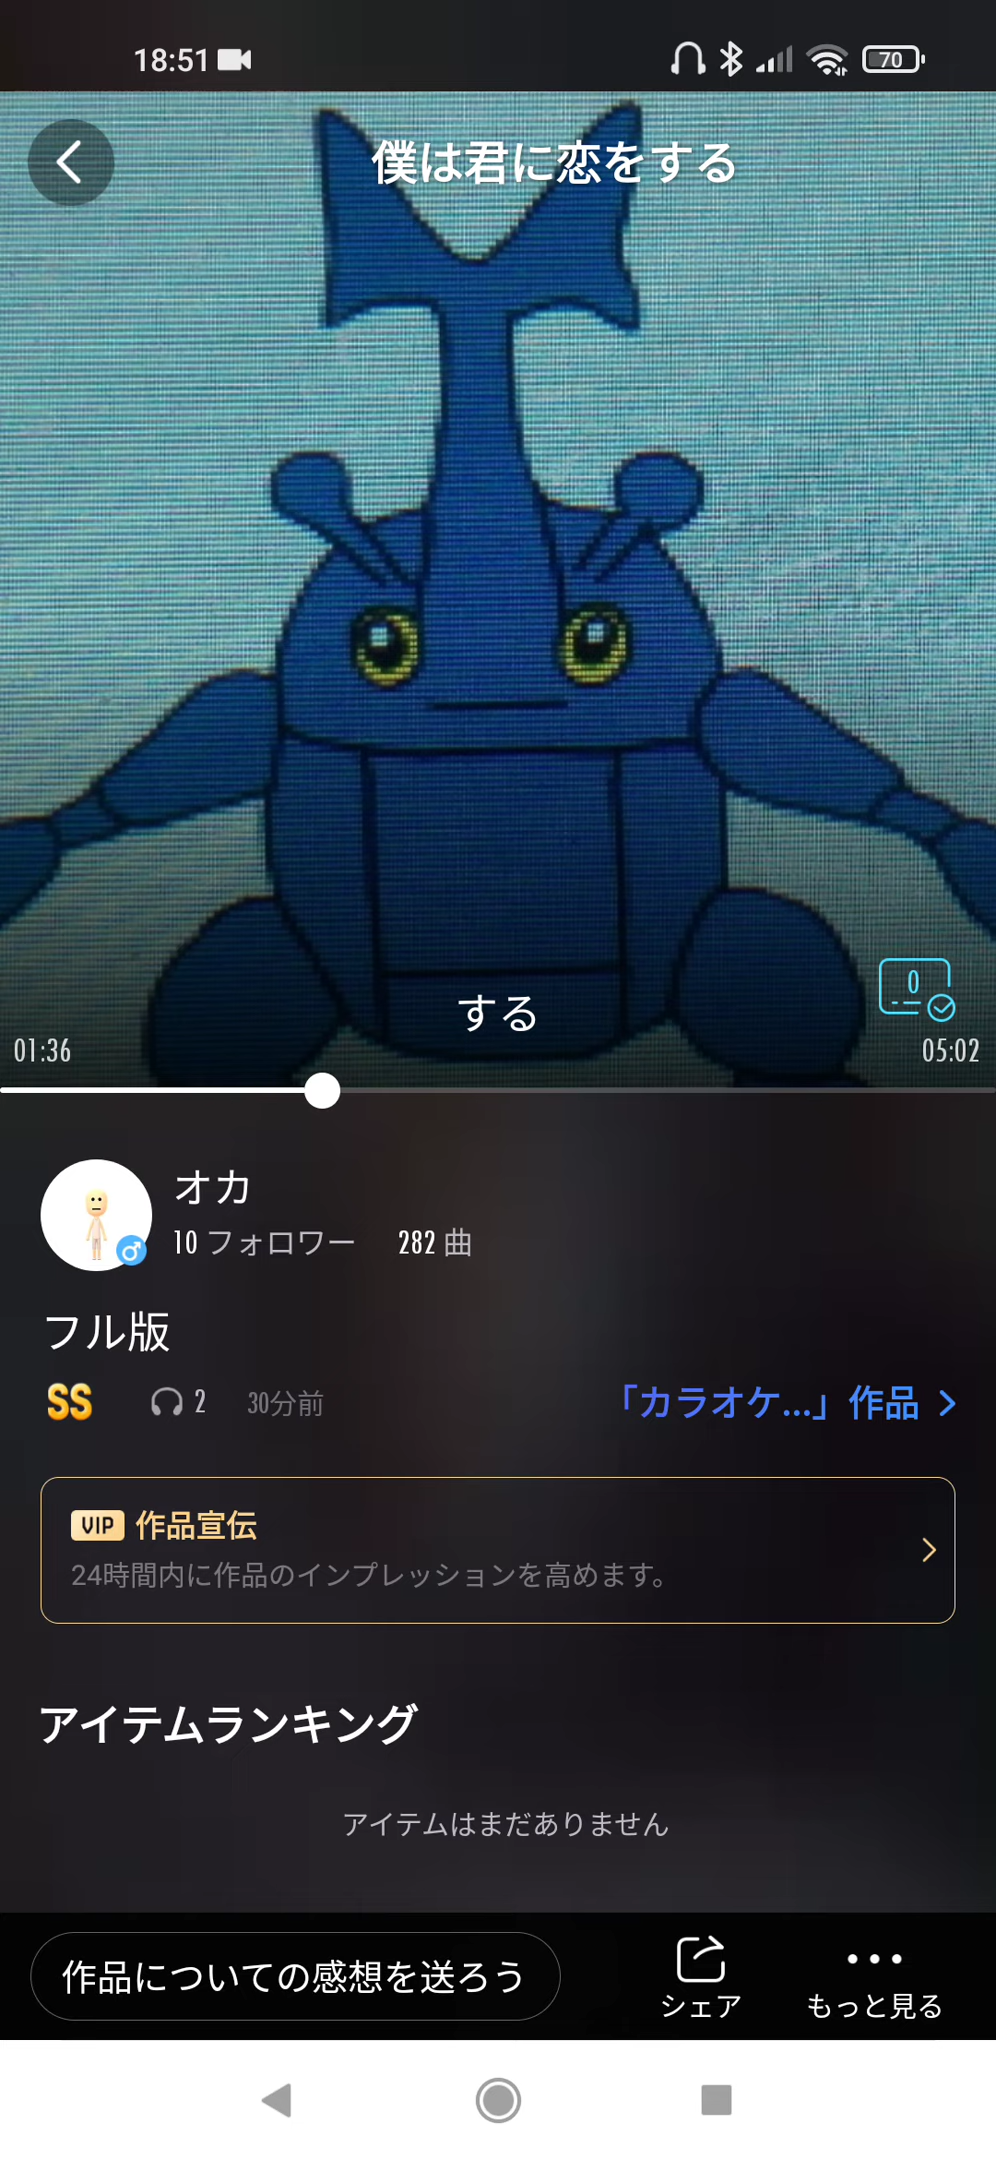 18:51
70
僕は君に恋をする
0
する
01:36
05:02
オカ
10 フォロワー 282 曲
フル版
SS 2 30分前 「カラオケ...」作品
VIP 作品宣伝
24時間内に作品のインプレッションを高めます。
アイテムランキング
アイテムはまだありません
作品についての感想を送ろう
シェア
もっと見る